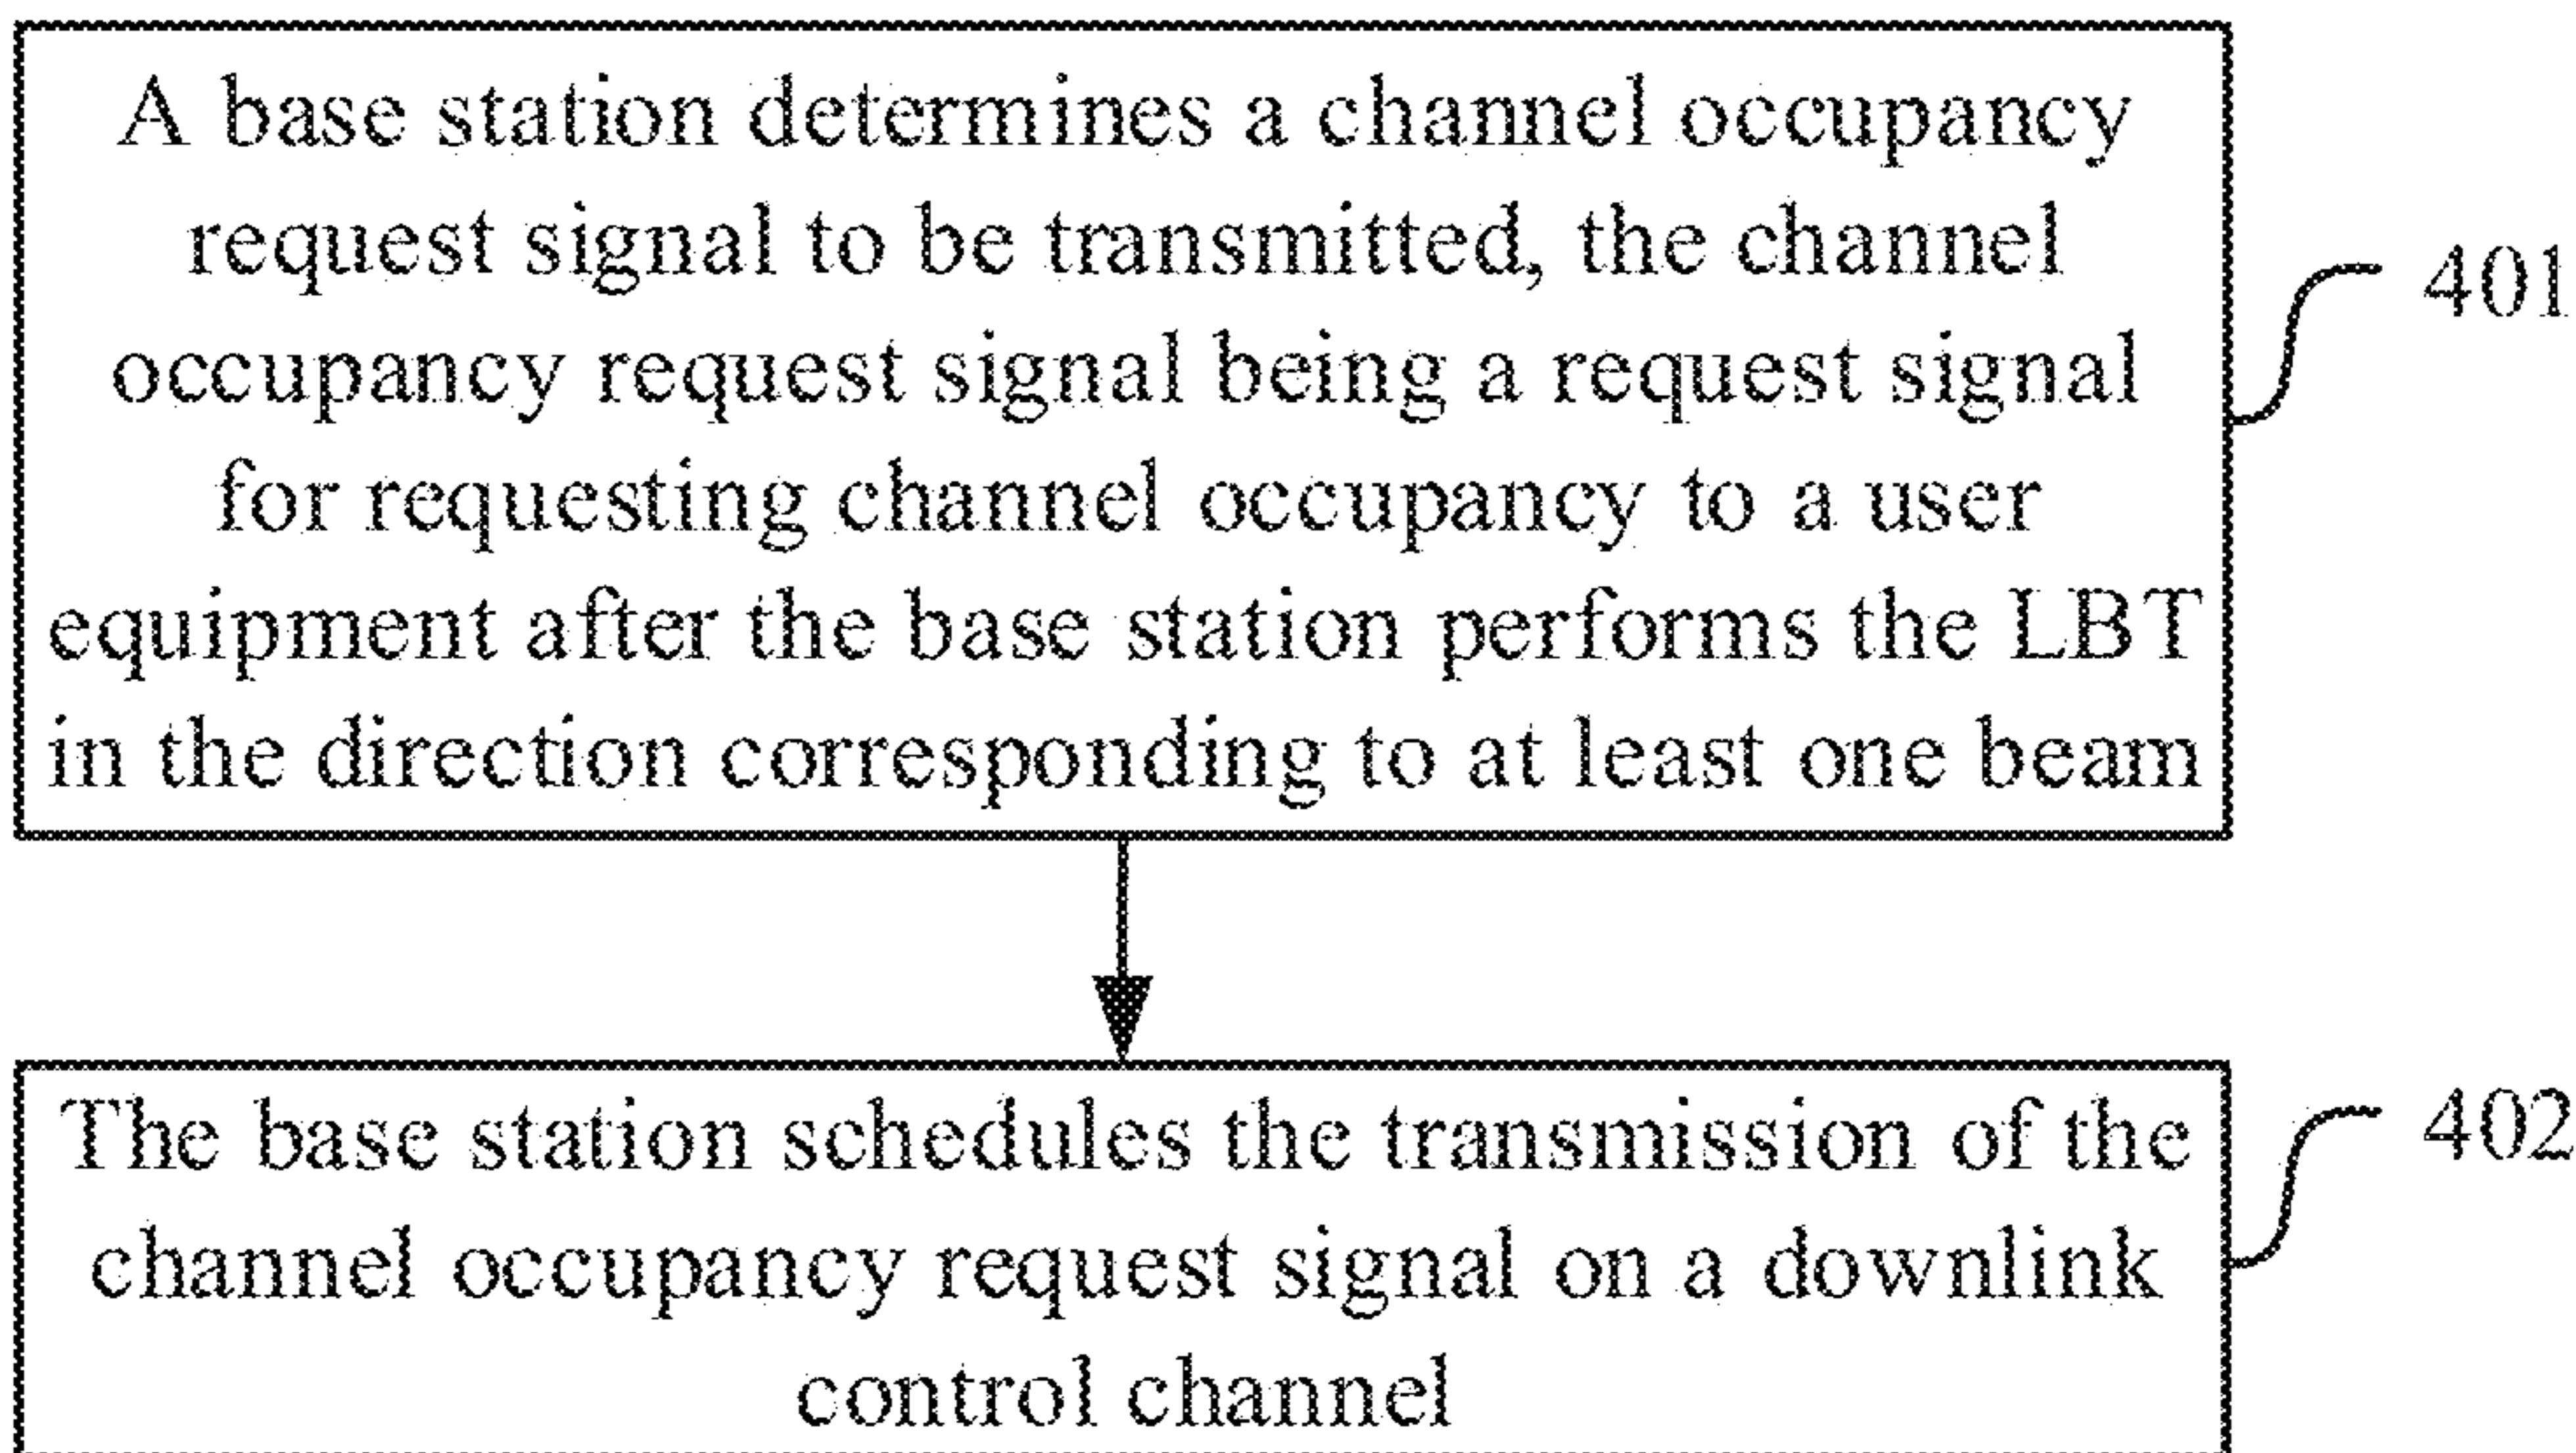 A base station determines a channel occupancy
request signal to be transmitted, the channel
occupancy request signal being a request signal
for requesting channel occupancy to a user
equipment after the base station performs the LBT
in the direction corresponding to at least one beam
401
The base station schedules the transmission of the
channel occupancy request signal on a downlink
control channel
402